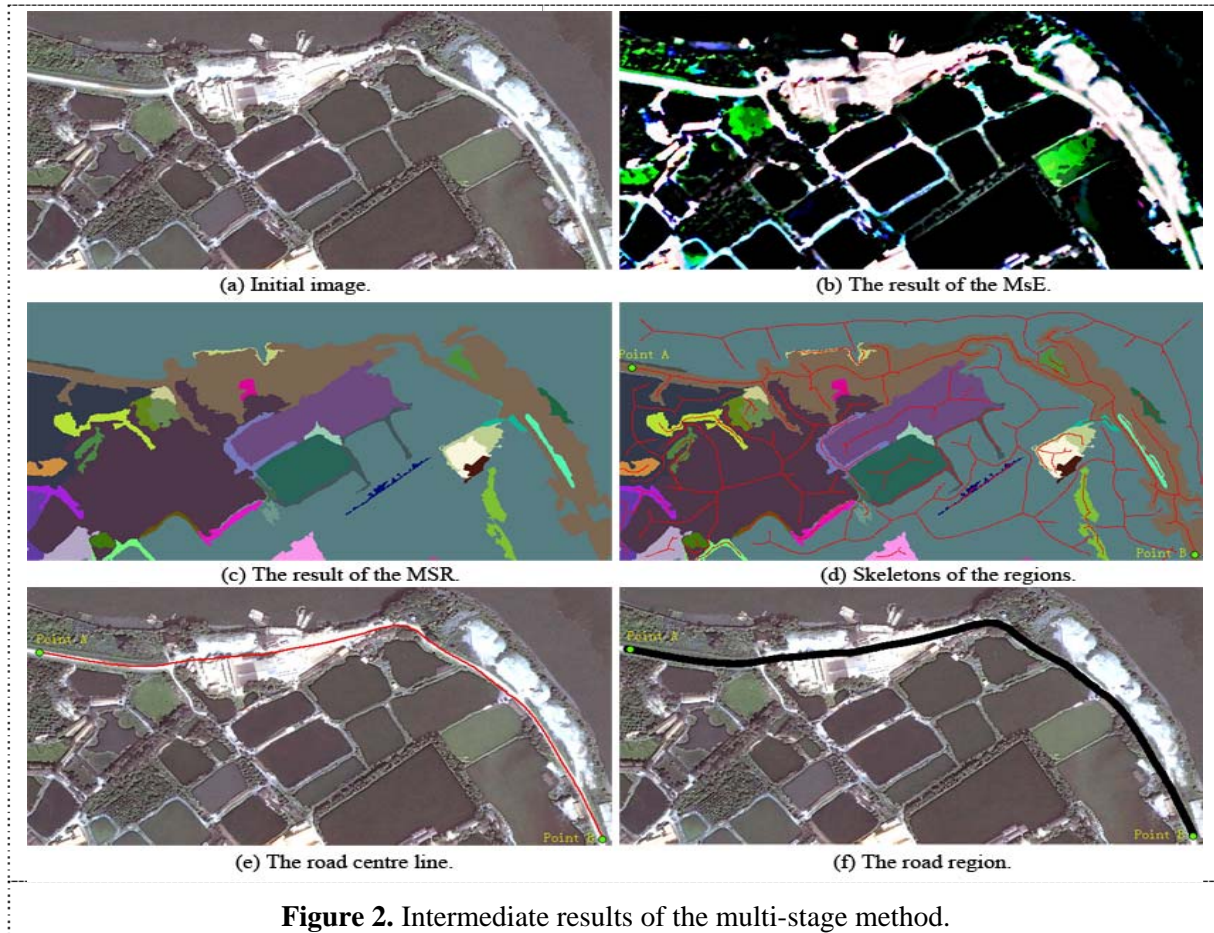 (a) Initial image.
(b) The result of the MsE.
Point A
Point B
(c) The result of the MSR.
(d) Skeletons of the regions.
Point A
Point B
Point A
Point B
(e) The road centre line.
(f) The road region.
Figure 2. Intermediate results of the multi-stage method.